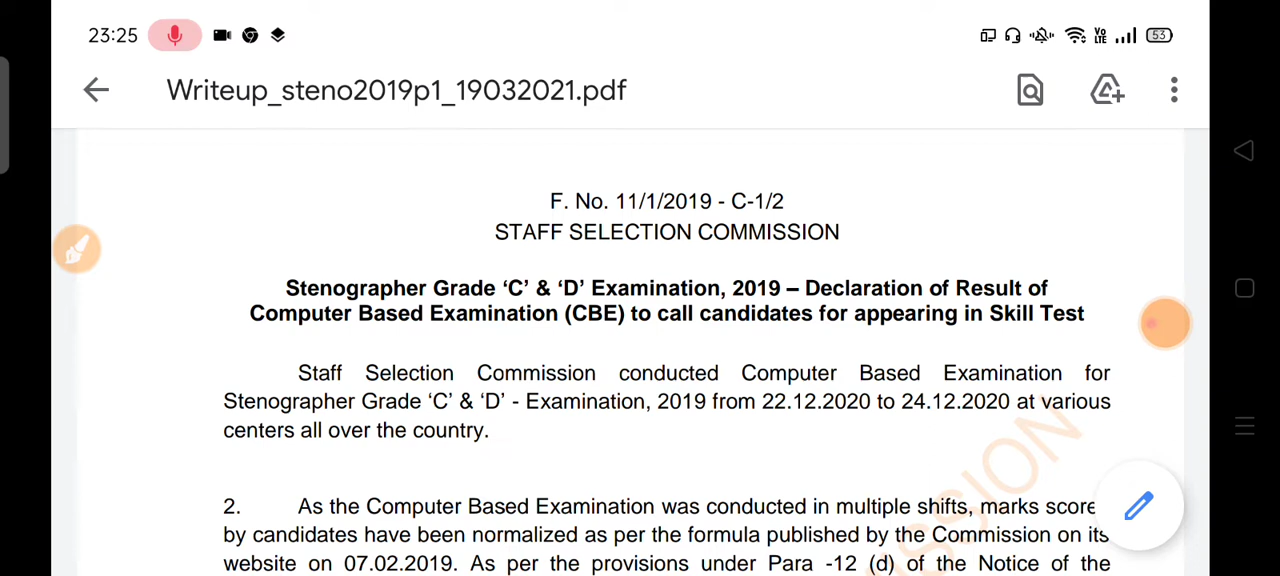 23:25
VO LTE
53
Writeup_steno2019p1_19032021.pdf
F. No. 11/1/2019 - C-1/2
STAFF SELECTION COMMISSION
Stenographer Grade ‘C’ & ‘D’ Examination, 2019 – Declaration of Result of
Computer Based Examination (CBE) to call candidates for appearing in Skill Test
Staff Selection Commission conducted Computer Based Examination for
Stenographer Grade ‘C’ & ‘D’ - Examination, 2019 from 22.12.2020 to 24.12.2020 at various
centers all over the country.
2. As the Computer Based Examination was conducted in multiple shifts, marks score
by candidates have been normalized as per the formula published by the Commission on its
website on 07.02.2019. As per the provisions under Para -12 (d) of the Notice of the
MISSION